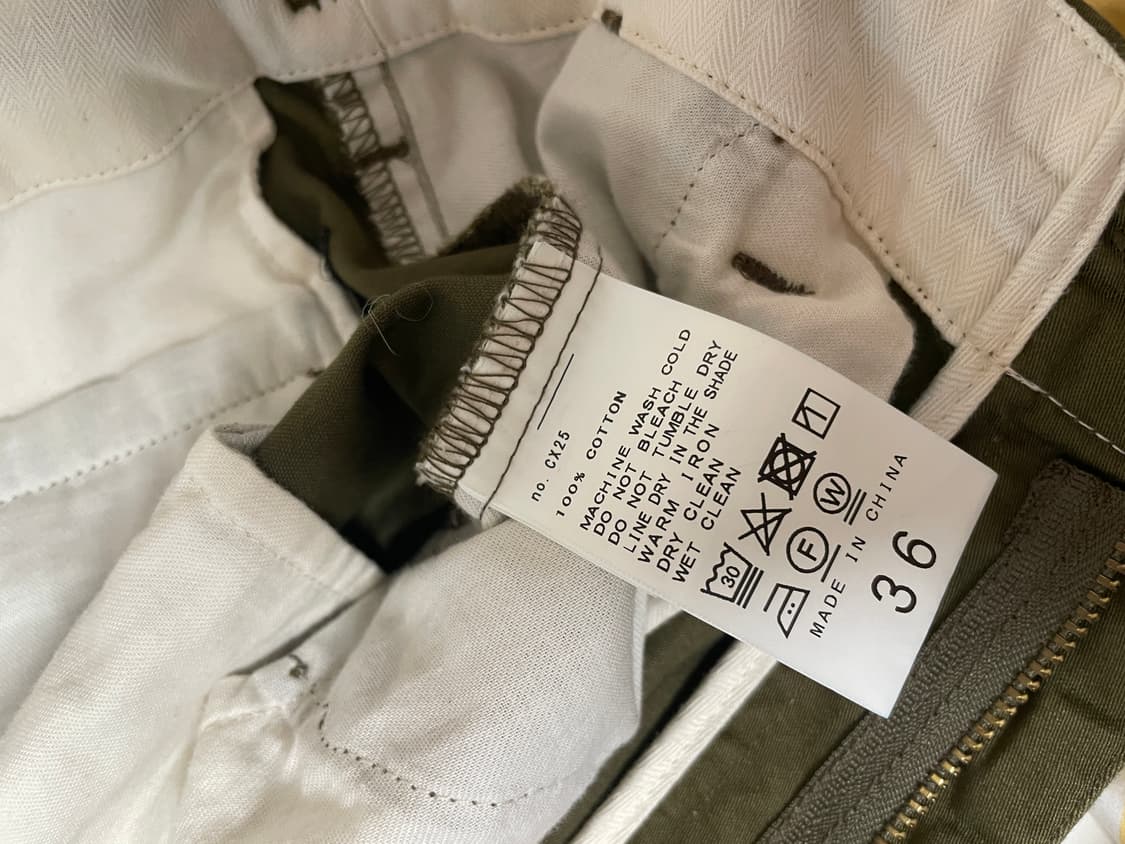 no. CX25
100% COTTON
MACHINE WASH COLD
DO NOT BLEACH
DO NOT TUMBLE DRY
LINE DRY IN THE SHADE
WARM IRON
DRY CLEAN
WET CLEAN
30
F
W
MADE IN CHINA
36